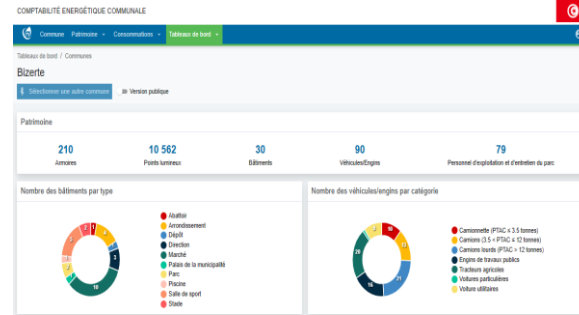 COMPTABILITÉ ENERGÉTIQUE COMMUNALE
Commune Patrimoine Consommations Tableaux de bord
Tableaux de bord / Communes
Bizerte
Sélectionner une autre commune Version publique
Patrimoine
210 10 562 30 90 79
Armoires Points lumineux Bâtiments Véhicules/Engins Personnel d'exploitation et d'entretien du parc
Nombre des bâtiments par type
Abattoir
Arrondissement
Dépôt
Direction
Marché
Palais de la municipalité
Parc
Piscine
Salle de sport
Stade
Nombre des véhicules/engins par catégorie
Camionnette (PTAC ≤ 3.5 tonnes)
Camions (3.5 < PTAC ≤ 12 tonnes)
Camions lourds (PTAC > 12 tonnes)
Engins de travaux publics
Tracteurs agricoles
Voitures particulières
Voiture utilitaires